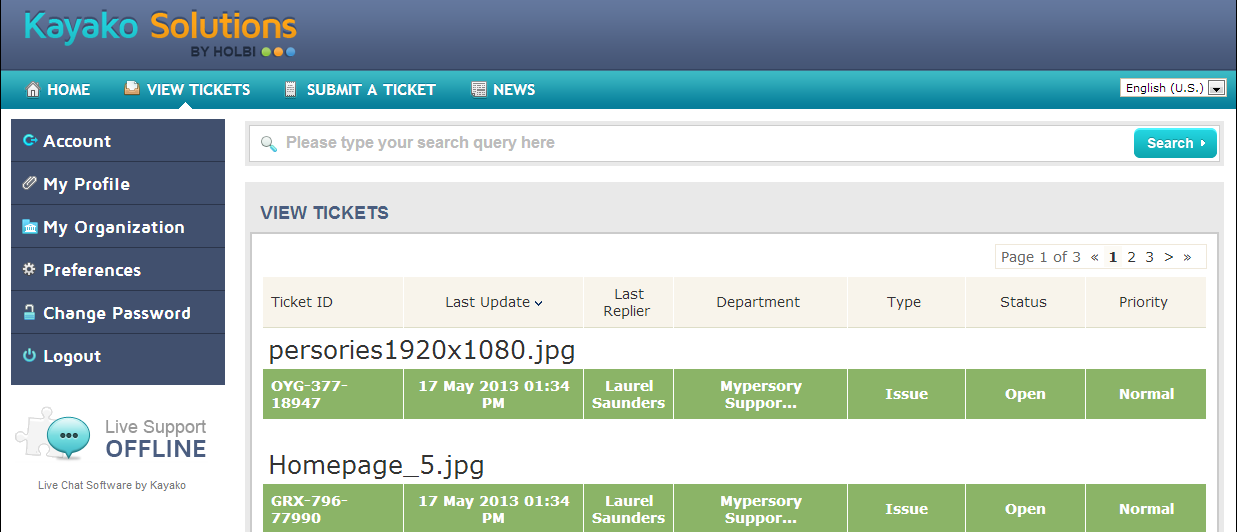 Kayako Solutions
BY HOLBI
HOME VIEW TICKETS SUBMIT A TICKET NEWS English (U.S.)
Account
My Profile
My Organization
Preferences
Change Password
Logout
Live Support
OFFLINE
Live Chat Software by Kayako
Please type your search query here Search
VIEW TICKETS
Page 1 of 3 « 1 2 3 > »
Ticket ID Last Update Last Replier Department Type Status Priority
persories1920x1080.jpg
OYG-377- 17 May 2013 01:34 Laurel Mypersory Issue Open Normal
18947 PM Saunders Suppor...
Homepage_5.jpg
GRX-796- 17 May 2013 01:34 Laurel Mypersory Issue Open Normal
77990 PM Saunders Suppor...